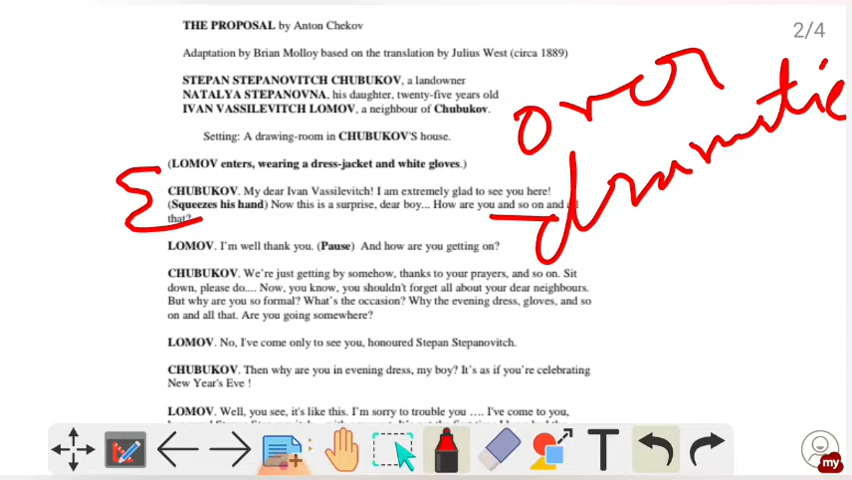 2/4
THE PROPOSAL by Anton Chekov
Adaptation by Brian Molloy based on the translation by Julius West (circa 1889)
STEPAN STEPANOVITCH CHUBUKOV, a landowner
NATALYA STEPANOVNA, his daughter, twenty-five years old
IVAN VASSILEVITCH LOMOV, a neighbour of Chubukov.
over
dramatic
Setting: A drawing-room in CHUBUKOV'S house.
(LOMOV enters, wearing a dress-jacket and white gloves.)
CHUBUKOV. My dear Ivan Vassilevitch! I am extremely glad to see you here!
(Squeezes his hand) Now this is a surprise, dear boy... How are you and so on and all
that?
LOMOV. I'm well thank you. (Pause) And how are you getting on?
CHUBUKOV. We're just getting by somehow, thanks to your prayers, and so on. Sit
down, please do.... Now, you know, you shouldn't forget all about your dear neighbours.
But why are you so formal? What's the occasion? Why the evening dress, gloves, and so
on and all that. Are you going somewhere?
LOMOV. No, I've come only to see you, honoured Stepan Stepanovitch.
CHUBUKOV. Then why are you in evening dress, my boy? It's as if you're celebrating
New Year's Eve !
LOMOV. Well, you see, it's like this. I'm sorry to trouble you .... I've come to you,
T
my